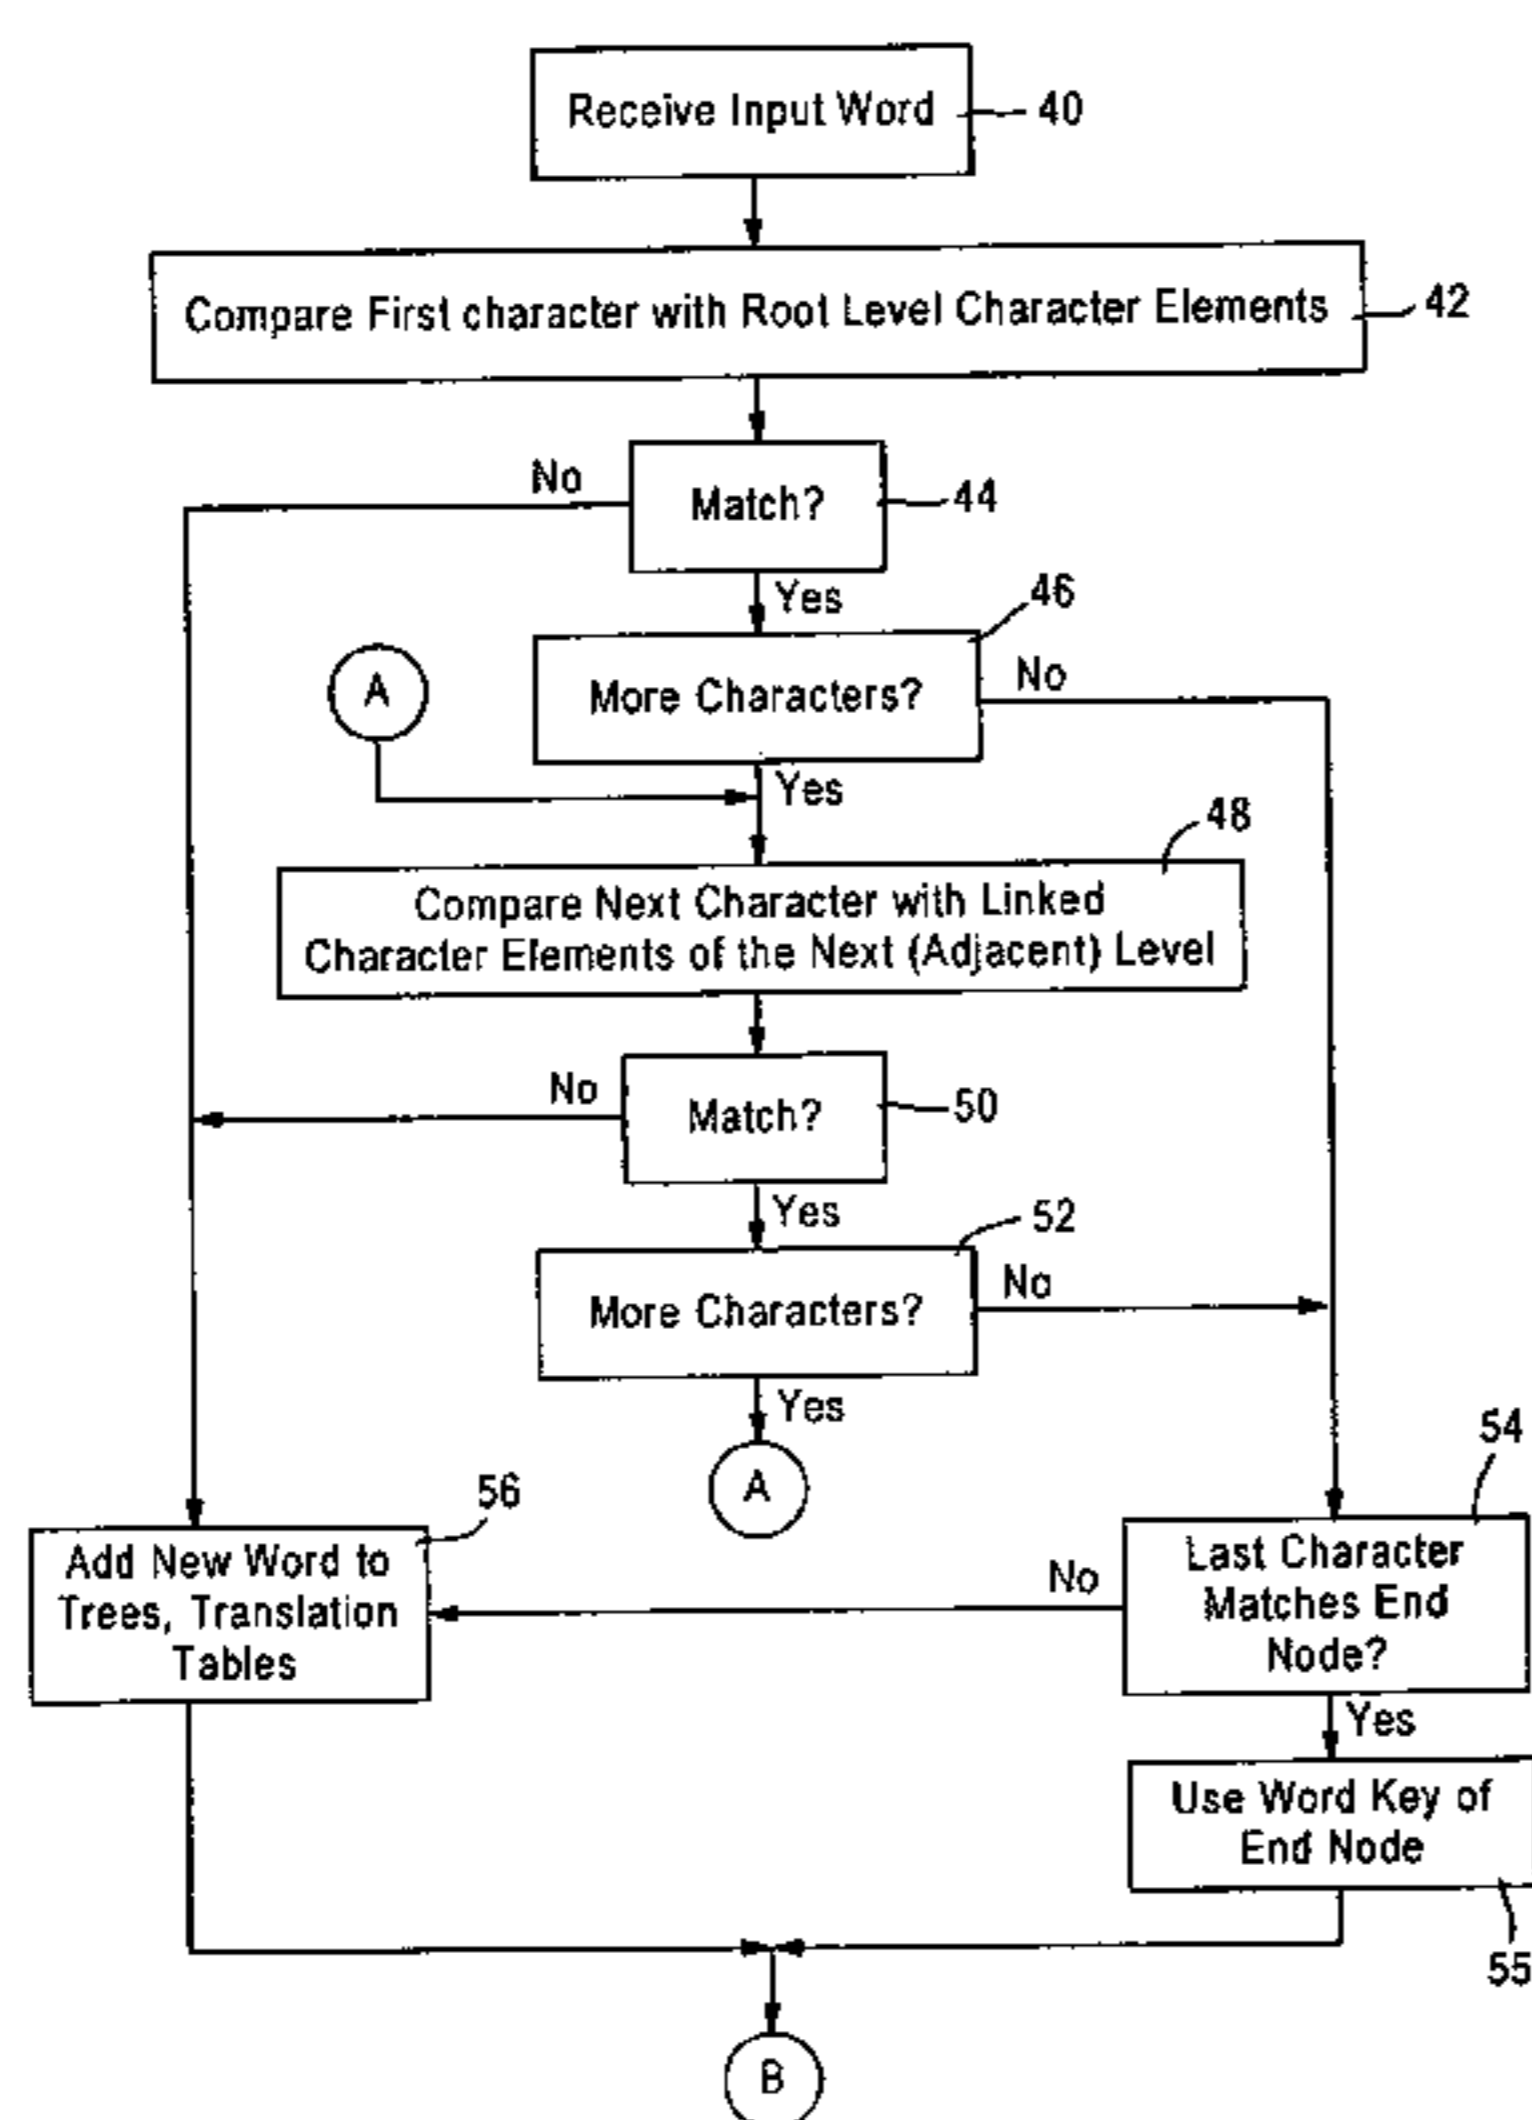 Receive Input Word
40
Compare First character with Root Level Character Elements
42
No
Match?
44
Yes
46
A
More Characters?
No
Yes
48
Compare Next Character with Linked
Character Elements of the Next (Adjacent) Level
No
Match?
50
Yes
52
More Characters?
No
Yes
A
54
56
Add New Word to
Trees, Translation
Tables
No
Last Character
Matches End
Node?
Yes
Use Word Key of
End Node
55
B